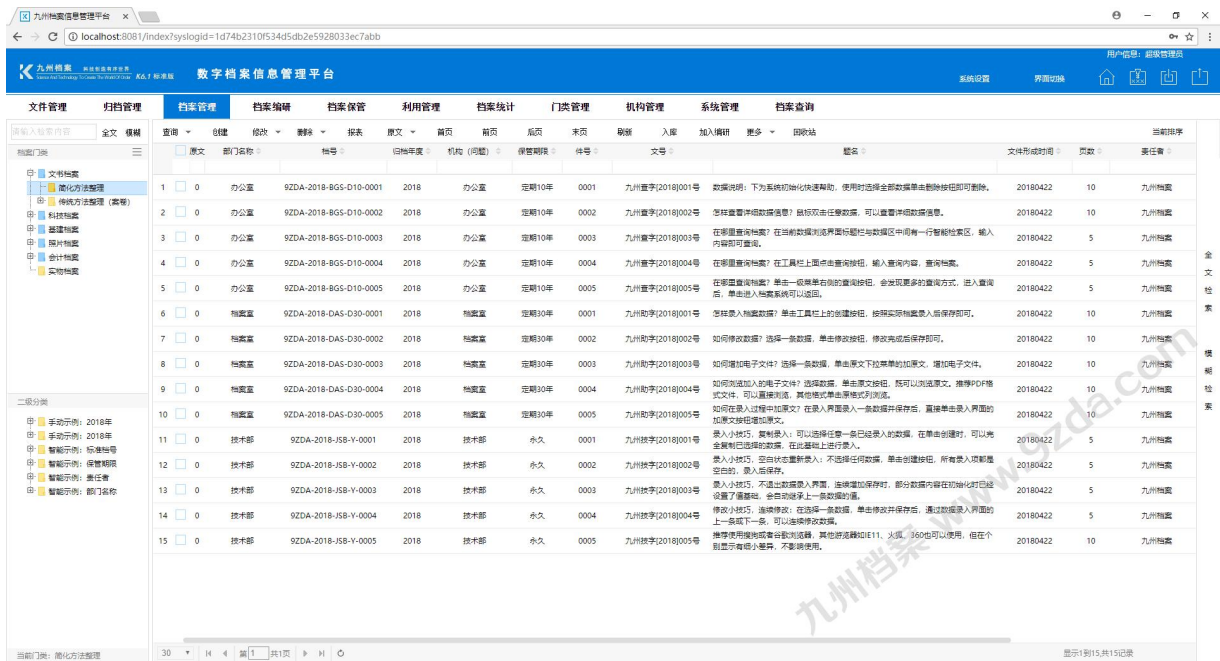 九州档案信息管理平台
localhost:8081/index?syslogid=1d74b2310f534d5db2e5928033ec7abb
用户信息：超级管理员
九州档案 科技创造有序世界 K6.1 标准版 数字档案信息管理平台 系统设置 界面切换
文件管理 归档管理 档案管理 档案编研 档案保管 利用管理 档案统计 门类管理 机构管理 系统管理 档案查询
请输入检索内容 全文 模糊 查询 创建 修改 删除 报表 原文 首页 前页 后页 末页 刷新 入库 加入编研 更多 回收站 当前排序
档案门类
文书档案
简化方法整理
传统方法整理（案卷）
科技档案
基建档案
照片档案
会计档案
实物档案
二级分类
手动示例：2018年
手动示例：2018年
智能示例：标准档号
智能示例：保管期限
智能示例：责任者
智能示例：部门名称
当前门类：简化方法整理
原文 部门名称 档号 归档年度 机构（问题） 保管期限 件号 文号 题名 文件形成时间 页数 责任者
1 0 办公室 9ZDA-2018-BGS-D10-0001 2018 办公室 定期10年 0001 九州查字[2018]001号 数据说明：下为系统初始化快速帮助，使用时选择全部数据单击删除按钮即可删除。 20180422 10 九州档案
2 0 办公室 9ZDA-2018-BGS-D10-0002 2018 办公室 定期10年 0002 九州查字[2018]002号 怎样查看详细数据信息？鼠标双击任意数据，可以查看详细数据信息。 20180422 10 九州档案
3 0 办公室 9ZDA-2018-BGS-D10-0003 2018 办公室 定期10年 0003 九州查字[2018]003号 在哪里查询档案？在当前数据浏览界面标题栏与数据区中间有一行智能检索区，输入
内容即可查询。 20180422 5 九州档案
4 0 办公室 9ZDA-2018-BGS-D10-0004 2018 办公室 定期10年 0004 九州查字[2018]004号 在哪里查询档案？在工具栏上面点击查询按钮，输入查询内容，查询档案。 20180422 5 九州档案
5 0 办公室 9ZDA-2018-BGS-D10-0005 2018 办公室 定期10年 0005 九州查字[2018]005号 在哪里查询档案？单击一级菜单右侧的查询按钮，会发现更多的查询方式，进入查询
后，单击进入档案系统可以返回。 20180422 5 九州档案
6 0 档案室 9ZDA-2018-DAS-D30-0001 2018 档案室 定期30年 0001 九州助字[2018]001号 怎样录入档案数据？单击工具栏上的创建按钮，按照实际档案录入后保存即可。 20180422 10 九州档案
7 0 档案室 9ZDA-2018-DAS-D30-0002 2018 档案室 定期30年 0002 九州助字[2018]002号 如何修改数据？选择一条数据，单击修改按钮，修改完成后保存即可。 20180422 10 九州档案
8 0 档案室 9ZDA-2018-DAS-D30-0003 2018 档案室 定期30年 0003 九州助字[2018]003号 如何增加电子文件？选择一条数据，单击原文下拉菜单的加原文，增加电子文件。 20180422 10 九州档案
9 0 档案室 9ZDA-2018-DAS-D30-0004 2018 档案室 定期30年 0004 九州助字[2018]004号 如何浏览加入的电子文件？选择数据，单击原文按钮，既可以浏览原文。推荐PDF格
式文件，可以直接浏览，其他格式单击原格式列浏览。 20180422 10 九州档案
10 0 档案室 9ZDA-2018-DAS-D30-0005 2018 档案室 定期30年 0005 九州助字[2018]005号 如何在录入过程中加原文？在录入界面录入一条数据并保存后，直接单击录入界面的
加原文按钮增加原文。 20180422 10 九州档案
11 0 技术部 9ZDA-2018-JSB-Y-0001 2018 技术部 永久 0001 九州技字[2018]001号 录入小技巧，复制录入：可以选择任意一条已经录入的数据，在单击创建时，可以完
全复制已选择的数据，在此基础上进行录入。 20180422 5 九州档案
12 0 技术部 9ZDA-2018-JSB-Y-0002 2018 技术部 永久 0002 九州技字[2018]002号 录入小技巧，空白状态重新录入：不选择任何数据，单击创建按钮，所有录入项都是
空白的，录入后保存。 20180422 5 九州档案
13 0 技术部 9ZDA-2018-JSB-Y-0003 2018 技术部 永久 0003 九州技字[2018]003号 录入小技巧，不退出数据录入界面，连续增加保存时，部分数据内容在初始化时已经
设置了值基础，会自动继承上一条数据的值。 20180422 5 九州档案
14 0 技术部 9ZDA-2018-JSB-Y-0004 2018 技术部 永久 0004 九州技字[2018]004号 修改小技巧，连续修改：在选择一条数据，单击修改并保存后，通过数据录入界面的
上一条或下一条，可以连续修改数据。 20180422 5 九州档案
15 0 技术部 9ZDA-2018-JSB-Y-0005 2018 技术部 永久 0005 九州技字[2018]005号 推荐使用搜狗或者谷歌浏览器，其他游览器如IE11、火狐、360也可以使用，但在个
别显示有细小差异，不影响使用。 20180422 10 九州档案
全文检索
模糊检索
九州档案 www.9zda.com
30 第 1 共1页 显示1到15,共15记录